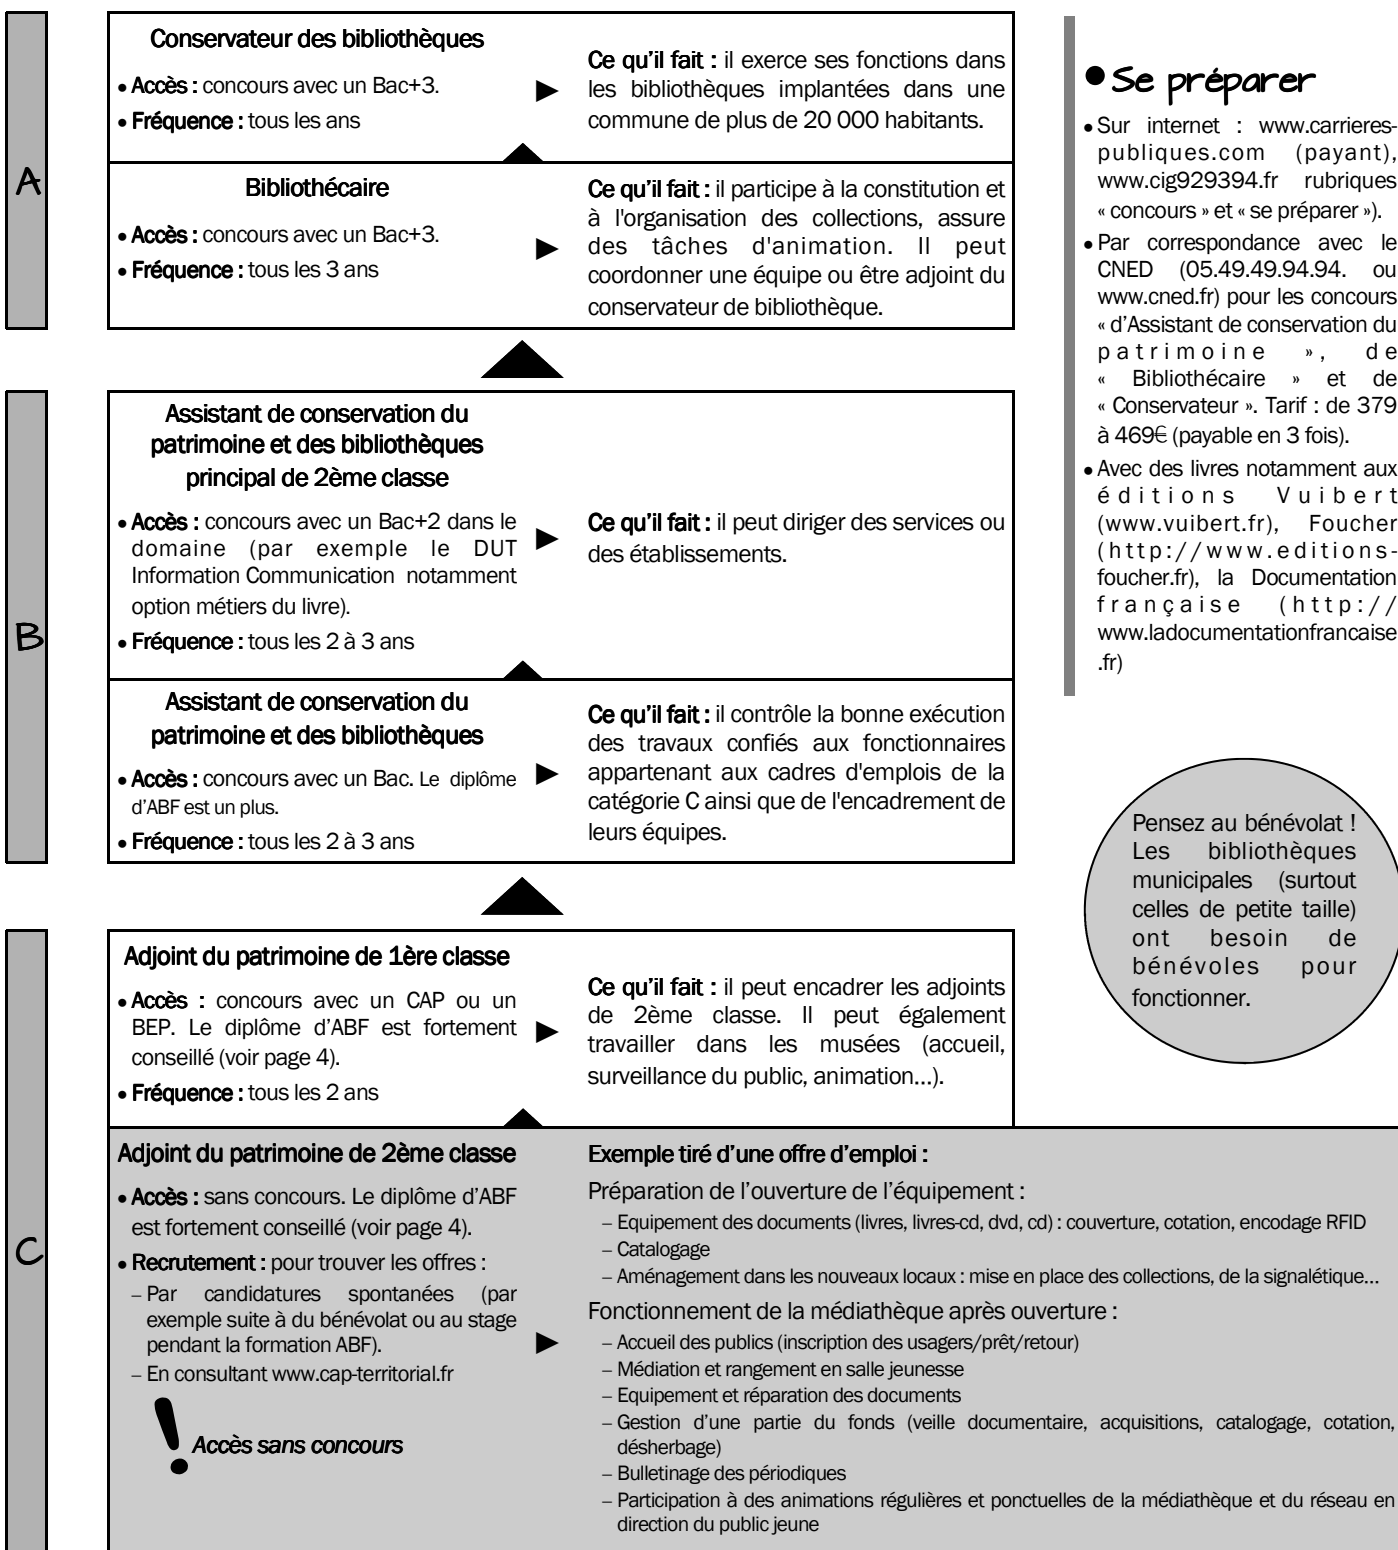 A
Conservateur des bibliothèques
• Accès : concours avec un Bac+3.
• Fréquence : tous les ans
Ce qu'il fait : il exerce ses fonctions dans
les bibliothèques implantées dans une
commune de plus de 20 000 habitants.
Bibliothécaire
• Accès : concours avec un Bac+3.
• Fréquence : tous les 3 ans
Ce qu'il fait : il participe à la constitution et
à l'organisation des collections, assure
des tâches d'animation. Il peut
coordonner une équipe ou être adjoint du
conservateur de bibliothèque.
B
Assistant de conservation du
patrimoine et des bibliothèques
principal de 2ème classe
• Accès : concours avec un Bac+2 dans le
domaine (par exemple le DUT
Information Communication notamment
option métiers du livre).
• Fréquence : tous les 2 à 3 ans
Ce qu'il fait : il peut diriger des services ou
des établissements.
Assistant de conservation du
patrimoine et des bibliothèques
• Accès : concours avec un Bac. Le diplôme
d'ABF est un plus.
• Fréquence : tous les 2 à 3 ans
Ce qu'il fait : il contrôle la bonne exécution
des travaux confiés aux fonctionnaires
appartenant aux cadres d'emplois de la
catégorie C ainsi que de l'encadrement de
leurs équipes.
C
Adjoint du patrimoine de 1ère classe
• Accès : concours avec un CAP ou un
BEP. Le diplôme d'ABF est fortement
conseillé (voir page 4).
• Fréquence : tous les 2 ans
Ce qu'il fait : il peut encadrer les adjoints
de 2ème classe. Il peut également
travailler dans les musées (accueil,
surveillance du public, animation...).
Adjoint du patrimoine de 2ème classe
• Accès : sans concours. Le diplôme d'ABF
est fortement conseillé (voir page 4).
• Recrutement : pour trouver les offres :
– Par candidatures spontanées (par
exemple suite à du bénévolat ou au stage
pendant la formation ABF).
– En consultant www.cap-territorial.fr
! Accès sans concours
Exemple tiré d'une offre d'emploi :
Préparation de l'ouverture de l'équipement :
– Equipement des documents (livres, livres-cd, dvd, cd) : couverture, cotation, encodage RFID
– Catalogage
– Aménagement dans les nouveaux locaux : mise en place des collections, de la signalétique...
Fonctionnement de la médiathèque après ouverture :
– Accueil des publics (inscription des usagers/prêt/retour)
– Médiation et rangement en salle jeunesse
– Equipement et réparation des documents
– Gestion d'une partie du fonds (veille documentaire, acquisitions, catalogage, cotation,
désherbage)
– Bulletinage des périodiques
– Participation à des animations régulières et ponctuelles de la médiathèque et du réseau en
direction du public jeune
• Se préparer
• Sur internet : www.carrieres-
publiques.com (payant),
www.cig929394.fr rubriques
« concours » et « se préparer »).
• Par correspondance avec le
CNED (05.49.49.94.94. ou
www.cned.fr) pour les concours
« d'Assistant de conservation du
patrimoine », de
« Bibliothécaire » et de
« Conservateur ». Tarif : de 379
à 469€ (payable en 3 fois).
• Avec des livres notamment aux
éditions Vuibert
(www.vuibert.fr), Foucher
(http://www.editions-
foucher.fr), la Documentation
française (http://
www.ladocumentationfrancaise
.fr)
Pensez au bénévolat !
Les bibliothèques
municipales (surtout
celles de petite taille)
ont besoin de
bénévoles pour
fonctionner.